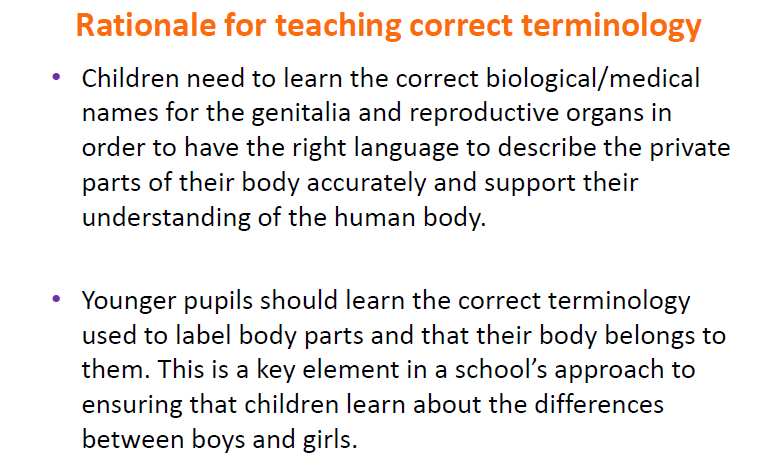 Rationale for teaching correct terminology
• Children need to learn the correct biological/medical
names for the genitalia and reproductive organs in
order to have the right language to describe the private
parts of their body accurately and support their
understanding of the human body.
• Younger pupils should learn the correct terminology
used to label body parts and that their body belongs to
them. This is a key element in a school’s approach to
ensuring that children learn about the differences
between boys and girls.